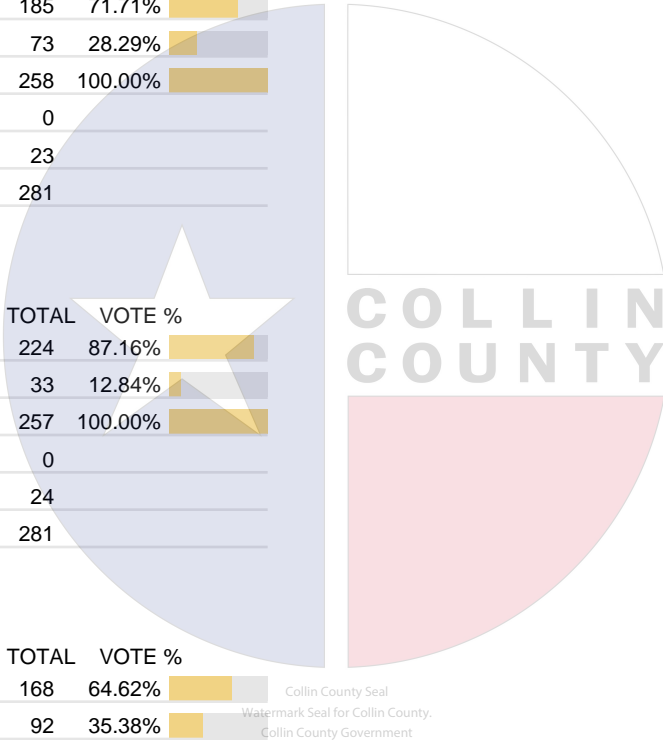 185 71.71%
73 28.29%
258 100.00%
0
23
281
TOTAL VOTE %
224 87.16%
33 12.84%
257 100.00%
0
24
281
COLLIN
COUNTY
TOTAL VOTE %
168 64.62%
92 35.38%
Collin County Seal
Watermark Seal for Collin County.
Collin County Government